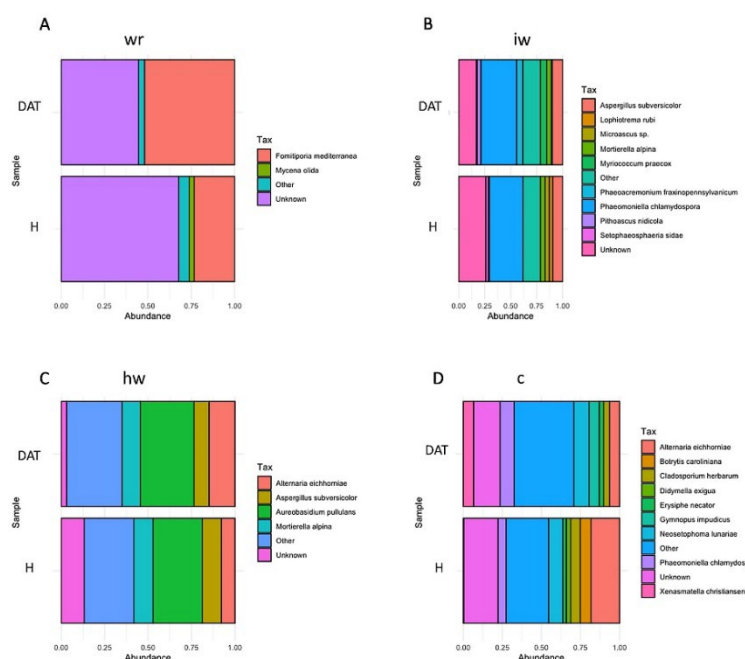 A
wr
DAT
H
Sample
0.00 0.25 0.50 0.75 1.00
Abundance
Tax
Fomitiporia mediterranea
Mycena olida
Other
Unknown
B
iw
DAT
H
Sample
0.00 0.25 0.50 0.75 1.00
Abundance
Tax
Aspergillus subversicolor
Lophiotrema rubi
Microascus sp.
Mortierella alpina
Myriococcum praecox
Other
Phaeoacremonium fraxinopennsylvanicum
Phaeomoniella chlamydospora
Pithoascus nidicola
Setophaeosphaeria sidae
Unknown
C
hw
DAT
H
Sample
0.00 0.25 0.50 0.75 1.00
Abundance
Tax
Alternaria eichhorniae
Aspergillus subversicolor
Aureobasidium pullulans
Mortierella alpina
Other
Unknown
D
c
DAT
H
Sample
0.00 0.25 0.50 0.75 1.00
Abundance
Tax
Alternaria eichhorniae
Botrytis caroliniana
Cladosporium herbarum
Didymella exigua
Erysiphe necator
Gymnopus impudicus
Neosetophoma lunariae
Other
Phaeomoniella chlamydos
Unknown
Xenasmatella christiansen